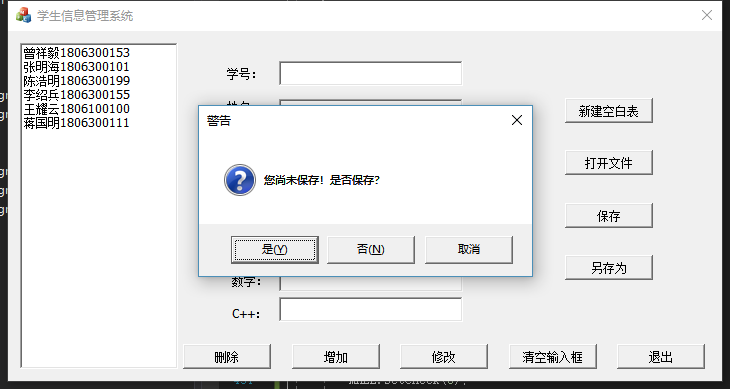 学生信息管理系统
曾祥毅1806300153
张明海1806300101
陈浩明1806300199
李绍兵1806300155
王耀云1806100100
蒋国明1806300111
学号：
新建空白表
警告
打开文件
您尚未保存！是否保存？
保存
是(Y)
否(N)
取消
另存为
数字：
C++：
删除
增加
修改
清空输入框
退出